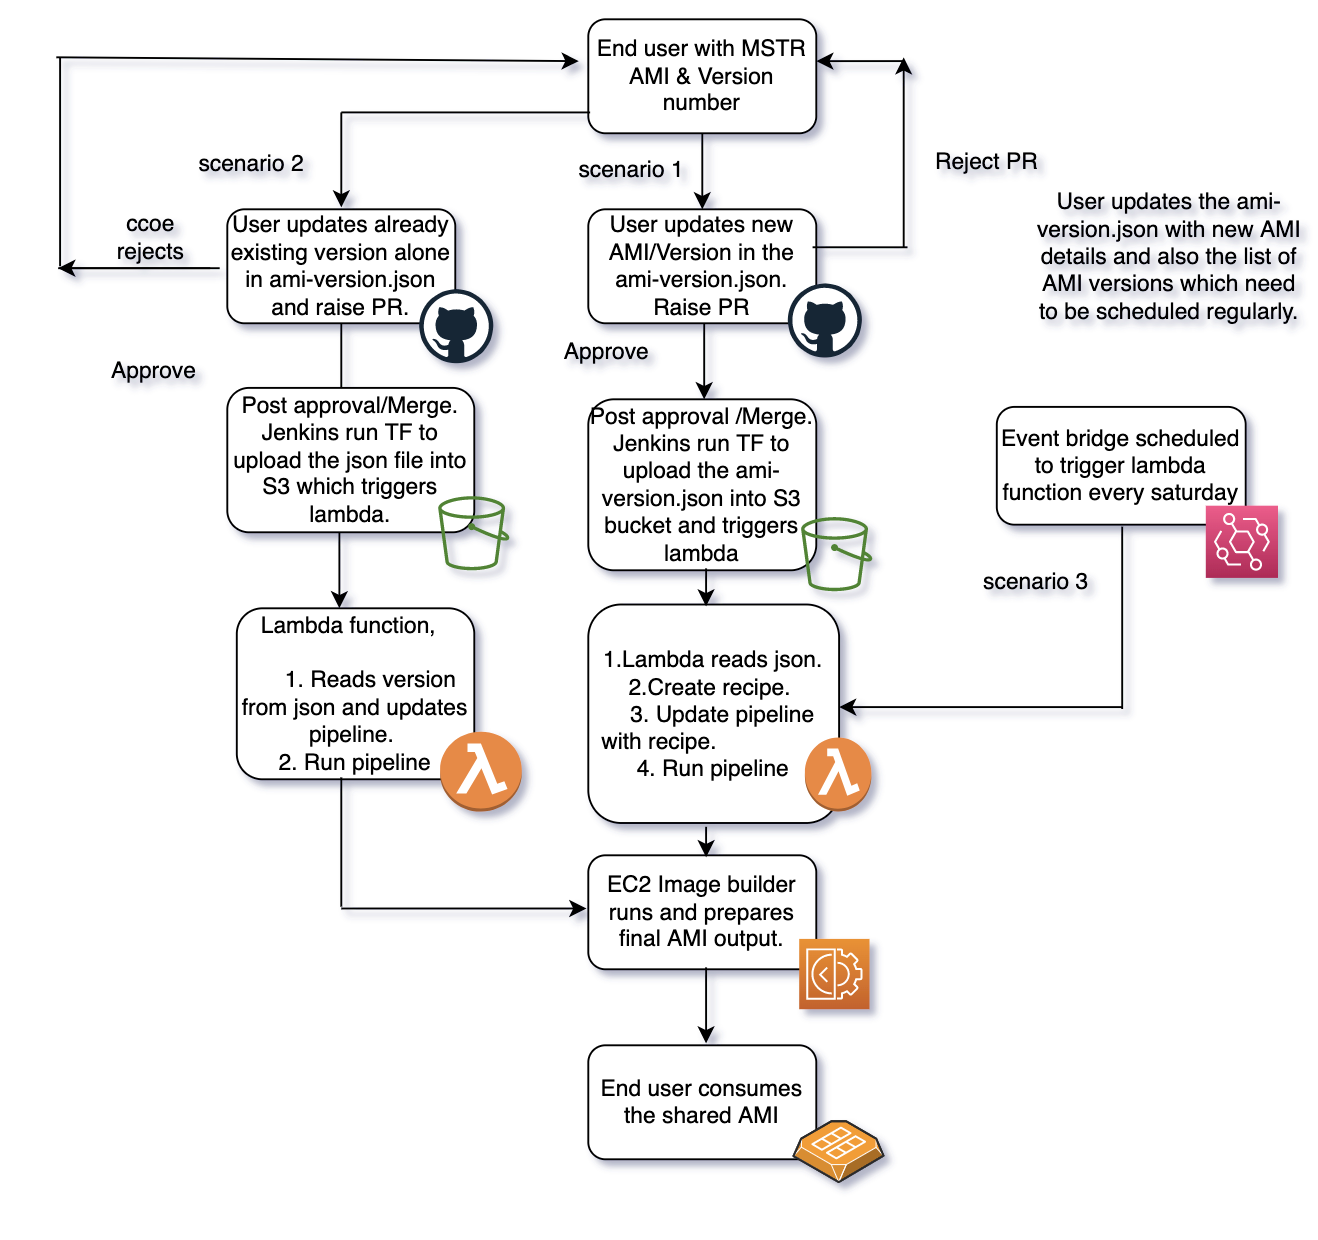 End user with MSTR
AMI & Version
number
scenario 2
scenario 1
Reject PR
User updates the ami-
version.json with new AMI
details and also the list of
AMI versions which need
to be scheduled regularly.
ccoe
rejects
User updates already
existing version alone
in ami-version.json
and raise PR.
User updates new
AMI/Version in the
ami-version.json.
Raise PR
Approve
Approve
Post approval/Merge.
Jenkins run TF to
upload the json file into
S3 which triggers
lambda.
Post approval /Merge.
Jenkins run TF to
upload the ami-
version.json into S3
bucket and triggers
lambda
Event bridge scheduled
to trigger lambda
function every saturday
scenario 3
Lambda function,
1. Reads version
from json and updates
pipeline.
2. Run pipeline
1.Lambda reads json.
2.Create recipe.
3. Update pipeline
with recipe.
4. Run pipeline
EC2 Image builder
runs and prepares
final AMI output.
End user consumes
the shared AMI